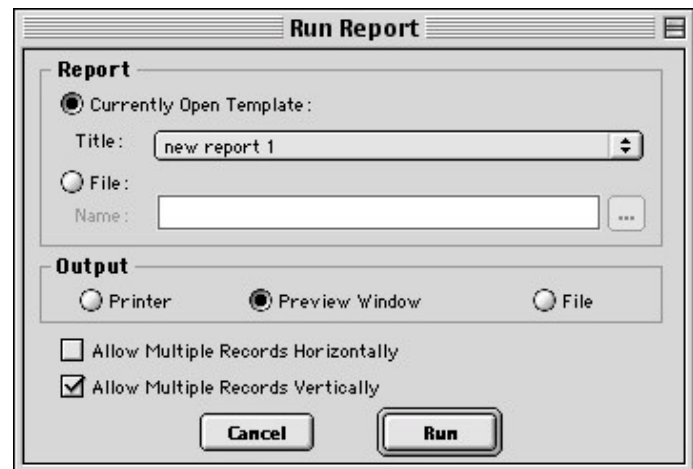 Run Report
Report
Currently Open Template:
Title: new report 1
File:
Name: ...
Output
Printer Preview Window File
Allow Multiple Records Horizontally
Allow Multiple Records Vertically
Cancel Run